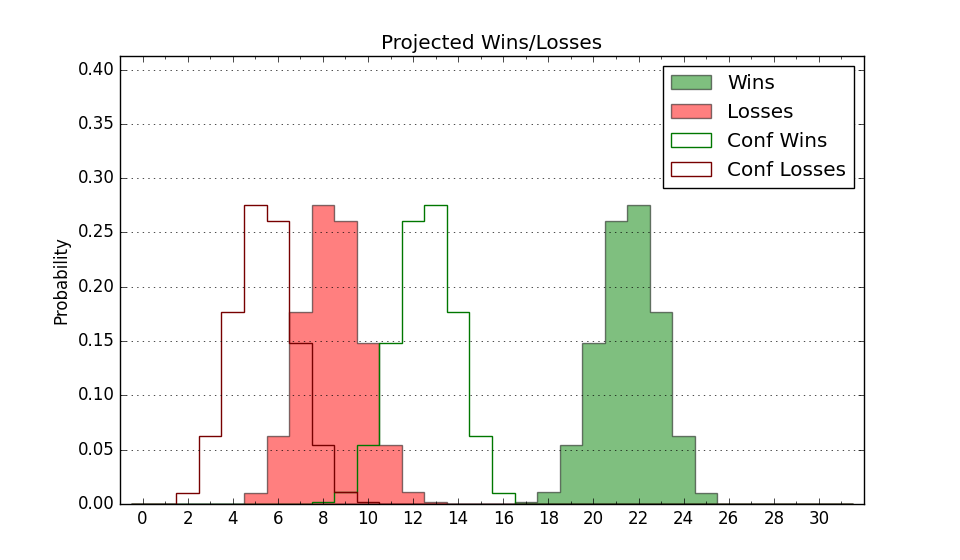 Projected Wins/Losses
0.40
0.35
0.30
0.25
0.20
0.15
0.10
0.05
0.00
Probability
Wins
Losses
Conf Wins
Conf Losses
0 2 4 6 8 10 12 14 16 18 20 22 24 26 28 30